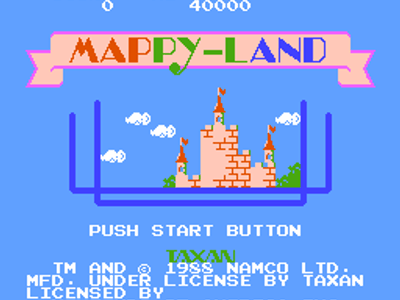 0 40000
MAPPY-LAND
PUSH START BUTTON
TAXAN
TM AND © 1988 NAMCO LTD.
MFD. UNDER LICENSE BY TAXAN
LICENSED BY